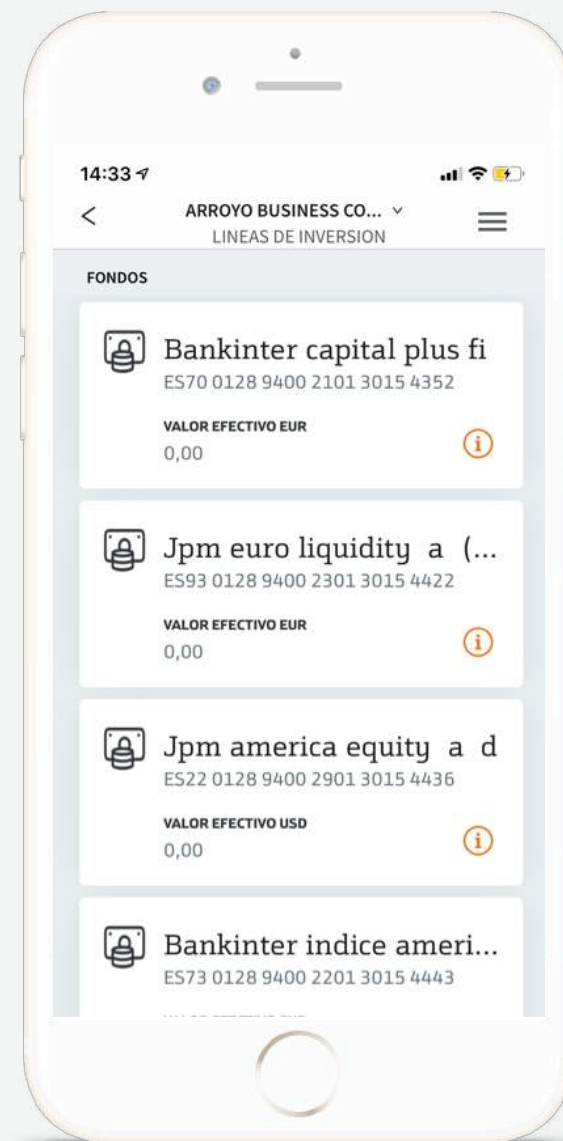 14:33
ARROYO BUSINESS CO...
LINEAS DE INVERSION
FONDOS
Bankinter capital plus fi
ES70 0128 9400 2101 3015 4352
VALOR EFECTIVO EUR
0,00
Jpm euro liquidity a (...
ES93 0128 9400 2301 3015 4422
VALOR EFECTIVO EUR
0,00
Jpm america equity a d
ES22 0128 9400 2901 3015 4436
VALOR EFECTIVO USD
0,00
Bankinter indice ameri...
ES73 0128 9400 2201 3015 4443